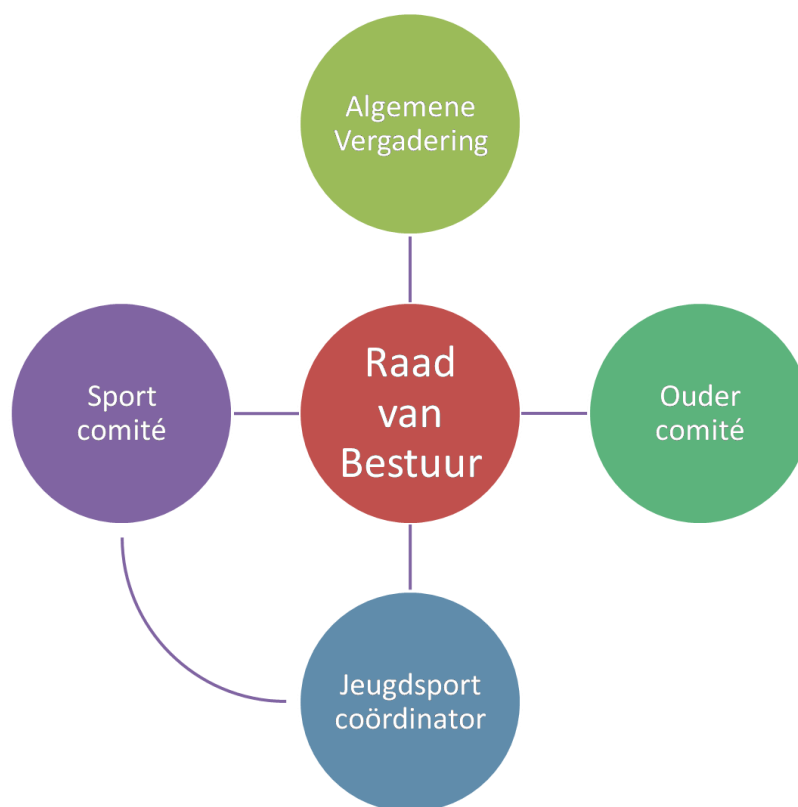 Algemene
Vergadering
Sport
comité
Raad
van
Bestuur
Ouder
comité
Jeugdsport
coördinator